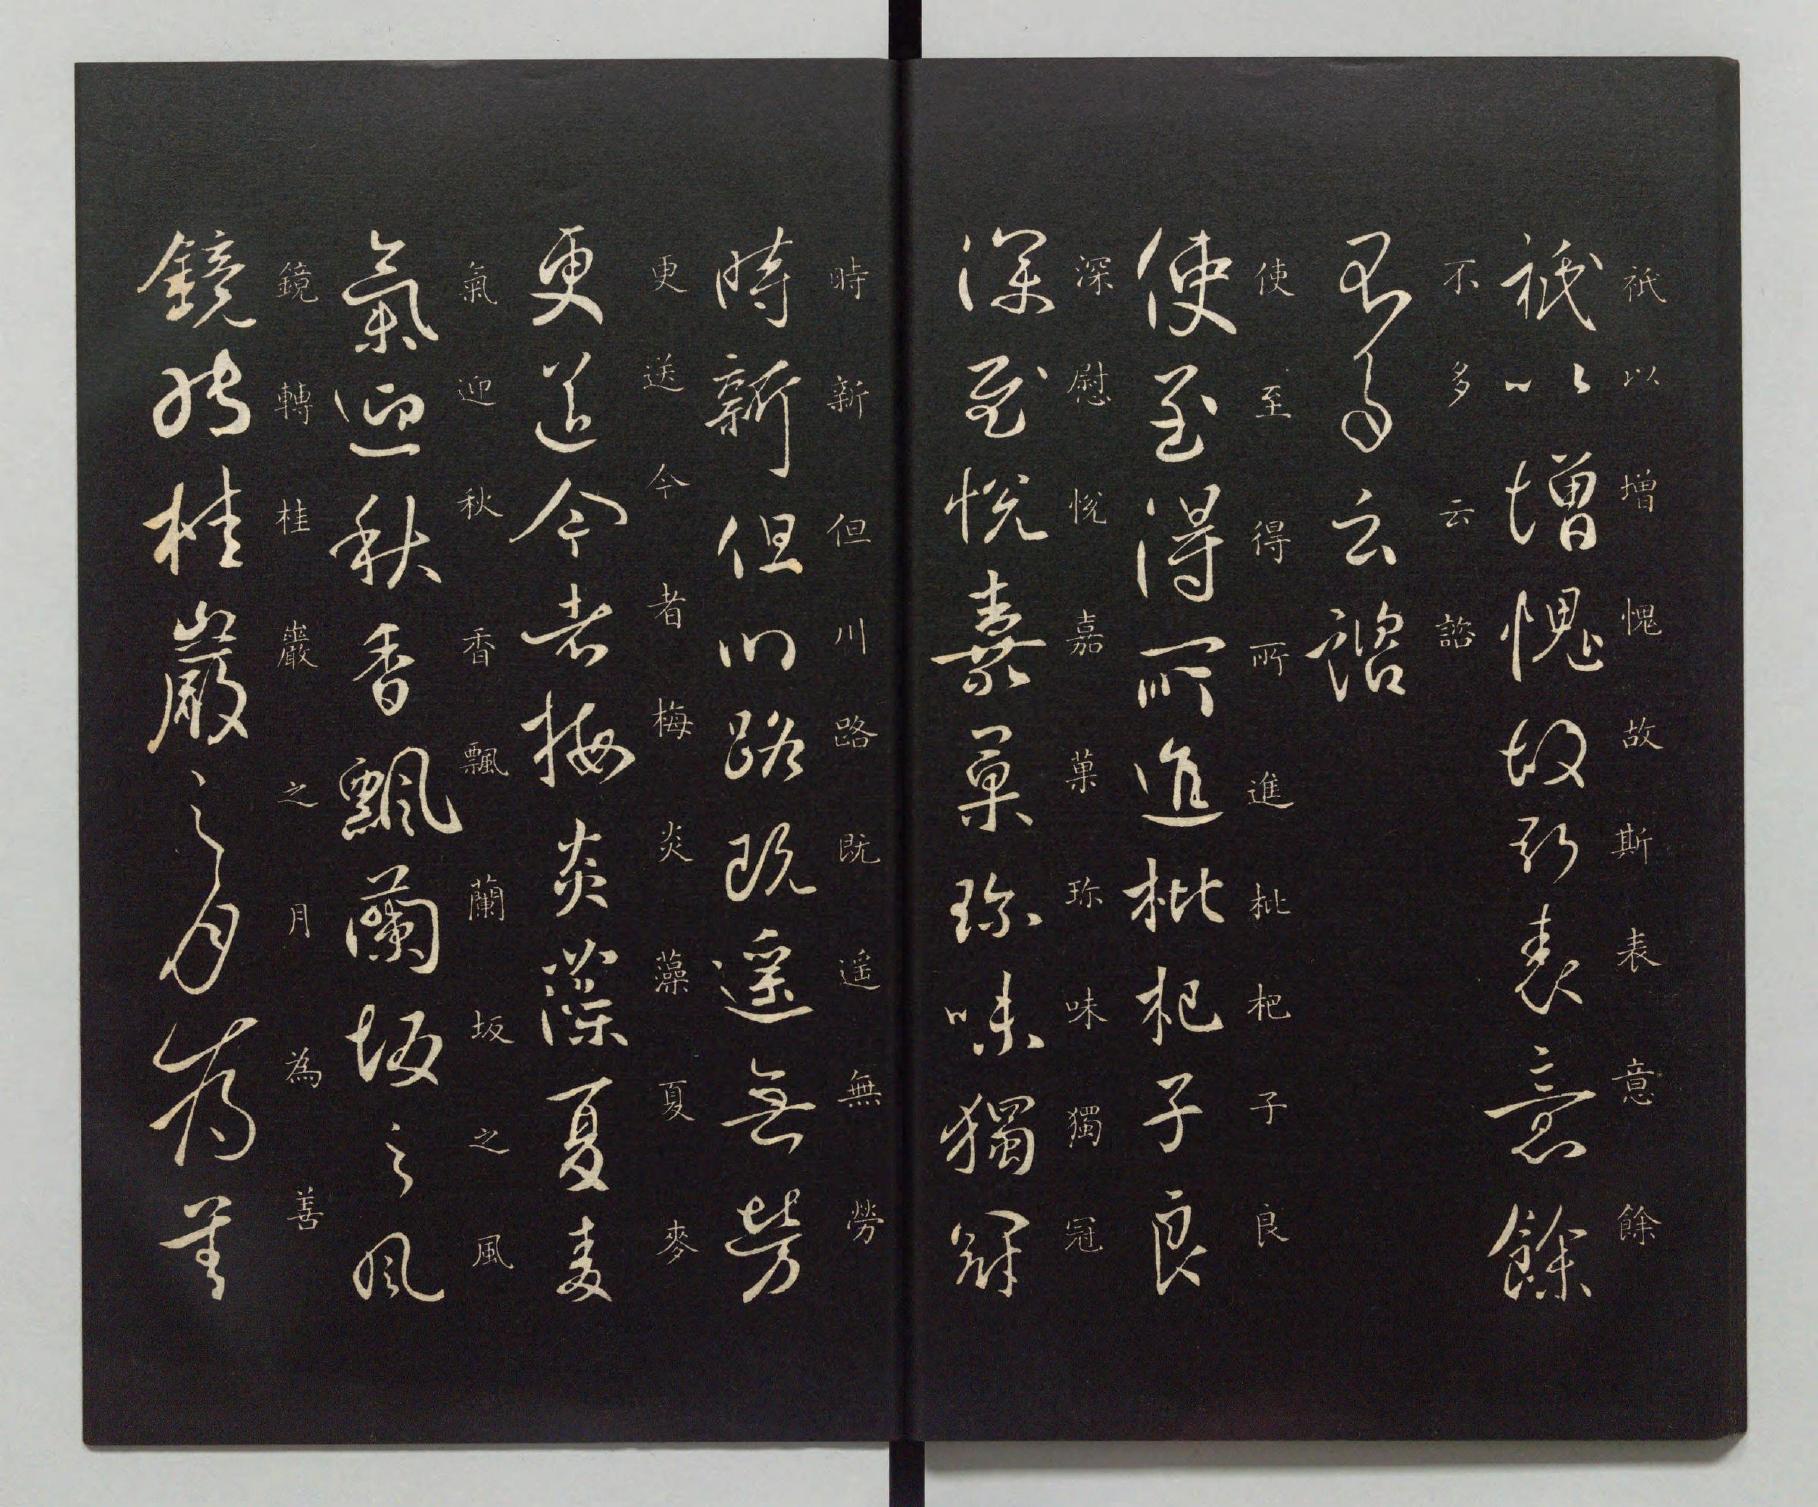 祇以增愧故斯表意餘
祇以增愧故斯表意餘
不多云諮
不多云諮
使至得所進枇杷子良
使至得所進枇杷子良
深慰悅嘉菓珎味獨冠
深慰悅嘉菓珎味獨冠
時新但川路既遥無勞
時新但川路既遥無勞
更送今者梅炎藻夏麥
更送今者梅炎藻夏麥
氣迎秋香飄蘭坂之風
氣迎秋香飄蘭坂之風
鏡轉桂巖之月為善
鏡轉桂巖之月為善